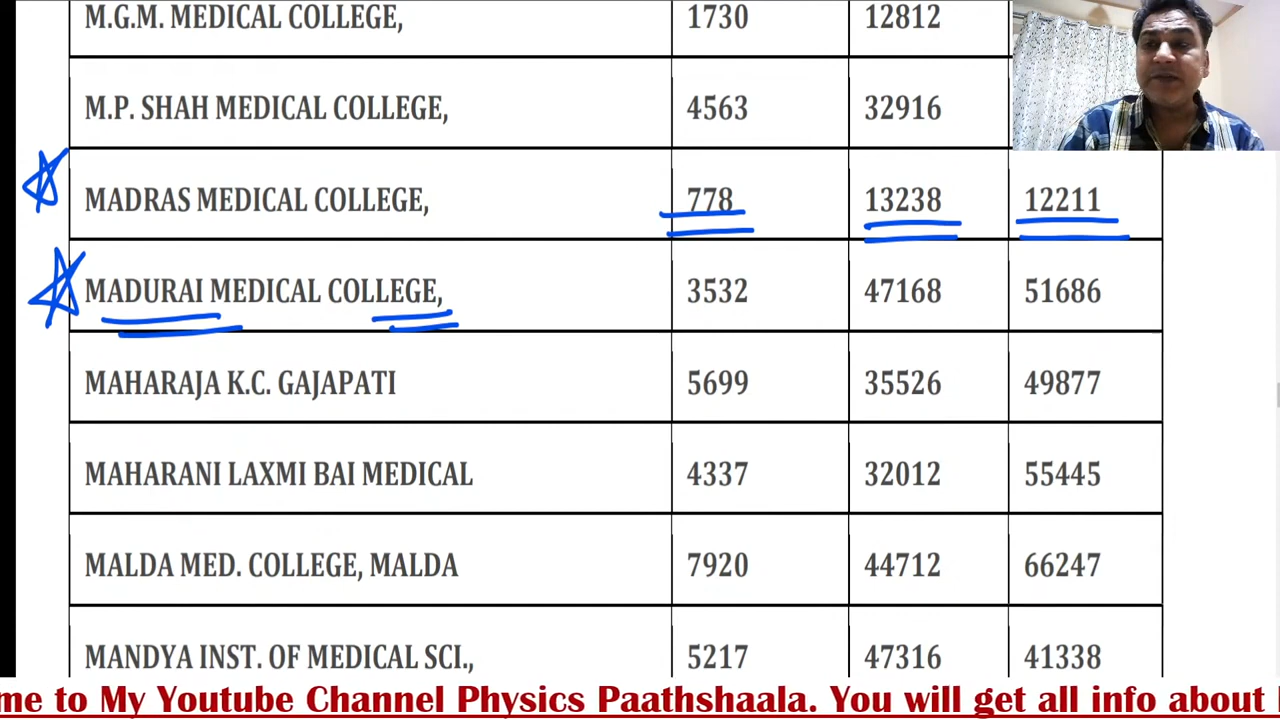 M.G.M. MEDICAL COLLEGE, 1730 12812
M.P. SHAH MEDICAL COLLEGE, 4563 32916
MADRAS MEDICAL COLLEGE, 778 13238 12211
MADURAI MEDICAL COLLEGE, 3532 47168 51686
MAHARAJA K.C. GAJAPATI 5699 35526 49877
MAHARANI LAXMI BAI MEDICAL 4337 32012 55445
MALDA MED. COLLEGE, MALDA 7920 44712 66247
MANDYA INST. OF MEDICAL SCI., 5217 47316 41338
me to My Youtube Channel Physics Paathshaala. You will get all info about